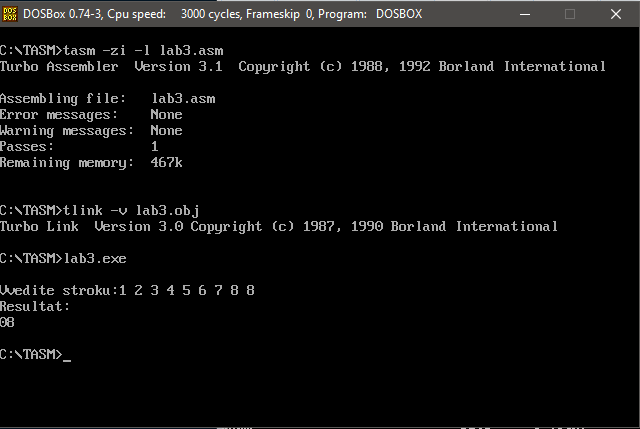 DOS
BOX
DOSBox 0.74-3, Cpu speed: 3000 cycles, Frameskip 0, Program: DOSBOX
C:\TASM>tasm -zi -l lab3.asm
Turbo Assembler Version 3.1 Copyright (c) 1988, 1992 Borland International
Assembling file: lab3.asm
Error messages: None
Warning messages: None
Passes: 1
Remaining memory: 467k
C:\TASM>tlink -v lab3.obj
Turbo Link Version 3.0 Copyright (c) 1987, 1990 Borland International
C:\TASM>lab3.exe
Vvedite stroku:1 2 3 4 5 6 7 8 8
Resultat:
08
C:\TASM>_